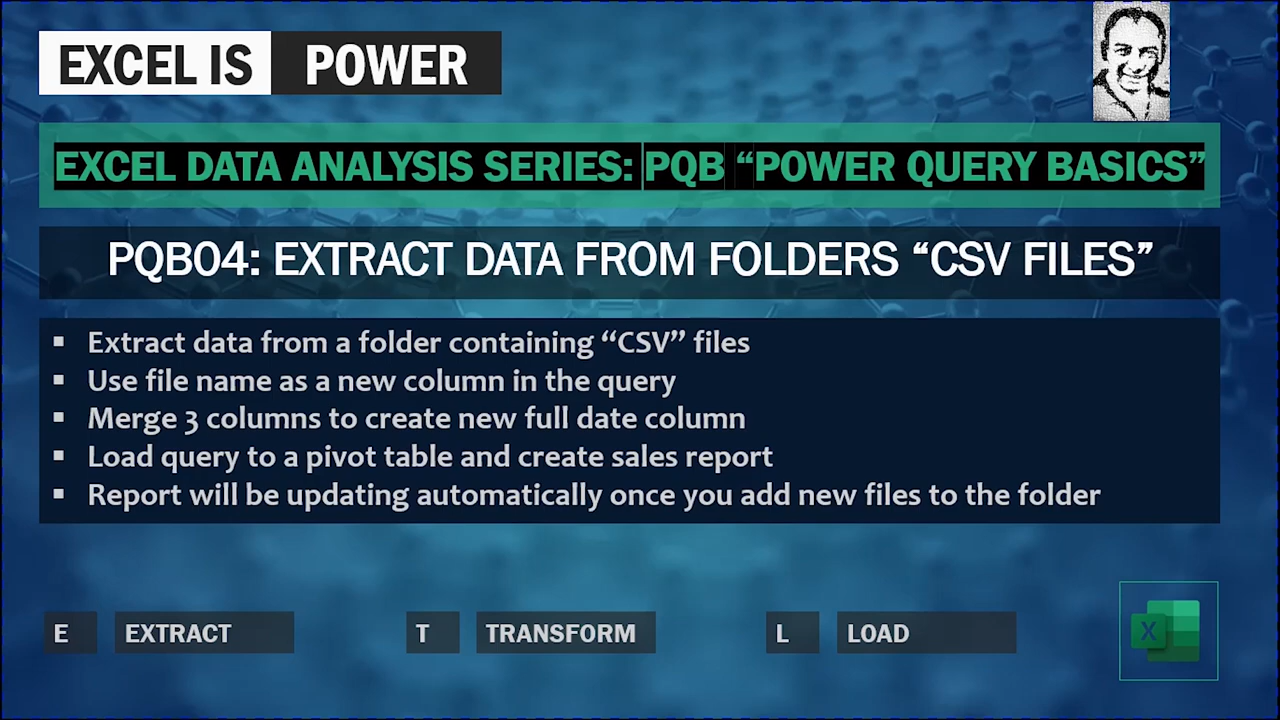 EXCEL IS POWER
EXCEL DATA ANALYSIS SERIES: PQB “POWER QUERY BASICS”
PQB04: EXTRACT DATA FROM FOLDERS “CSV FILES”
▪ Extract data from a folder containing “CSV” files
▪ Use file name as a new column in the query
▪ Merge 3 columns to create new full date column
▪ Load query to a pivot table and create sales report
▪ Report will be updating automatically once you add new files to the folder
E EXTRACT T TRANSFORM L LOAD
X